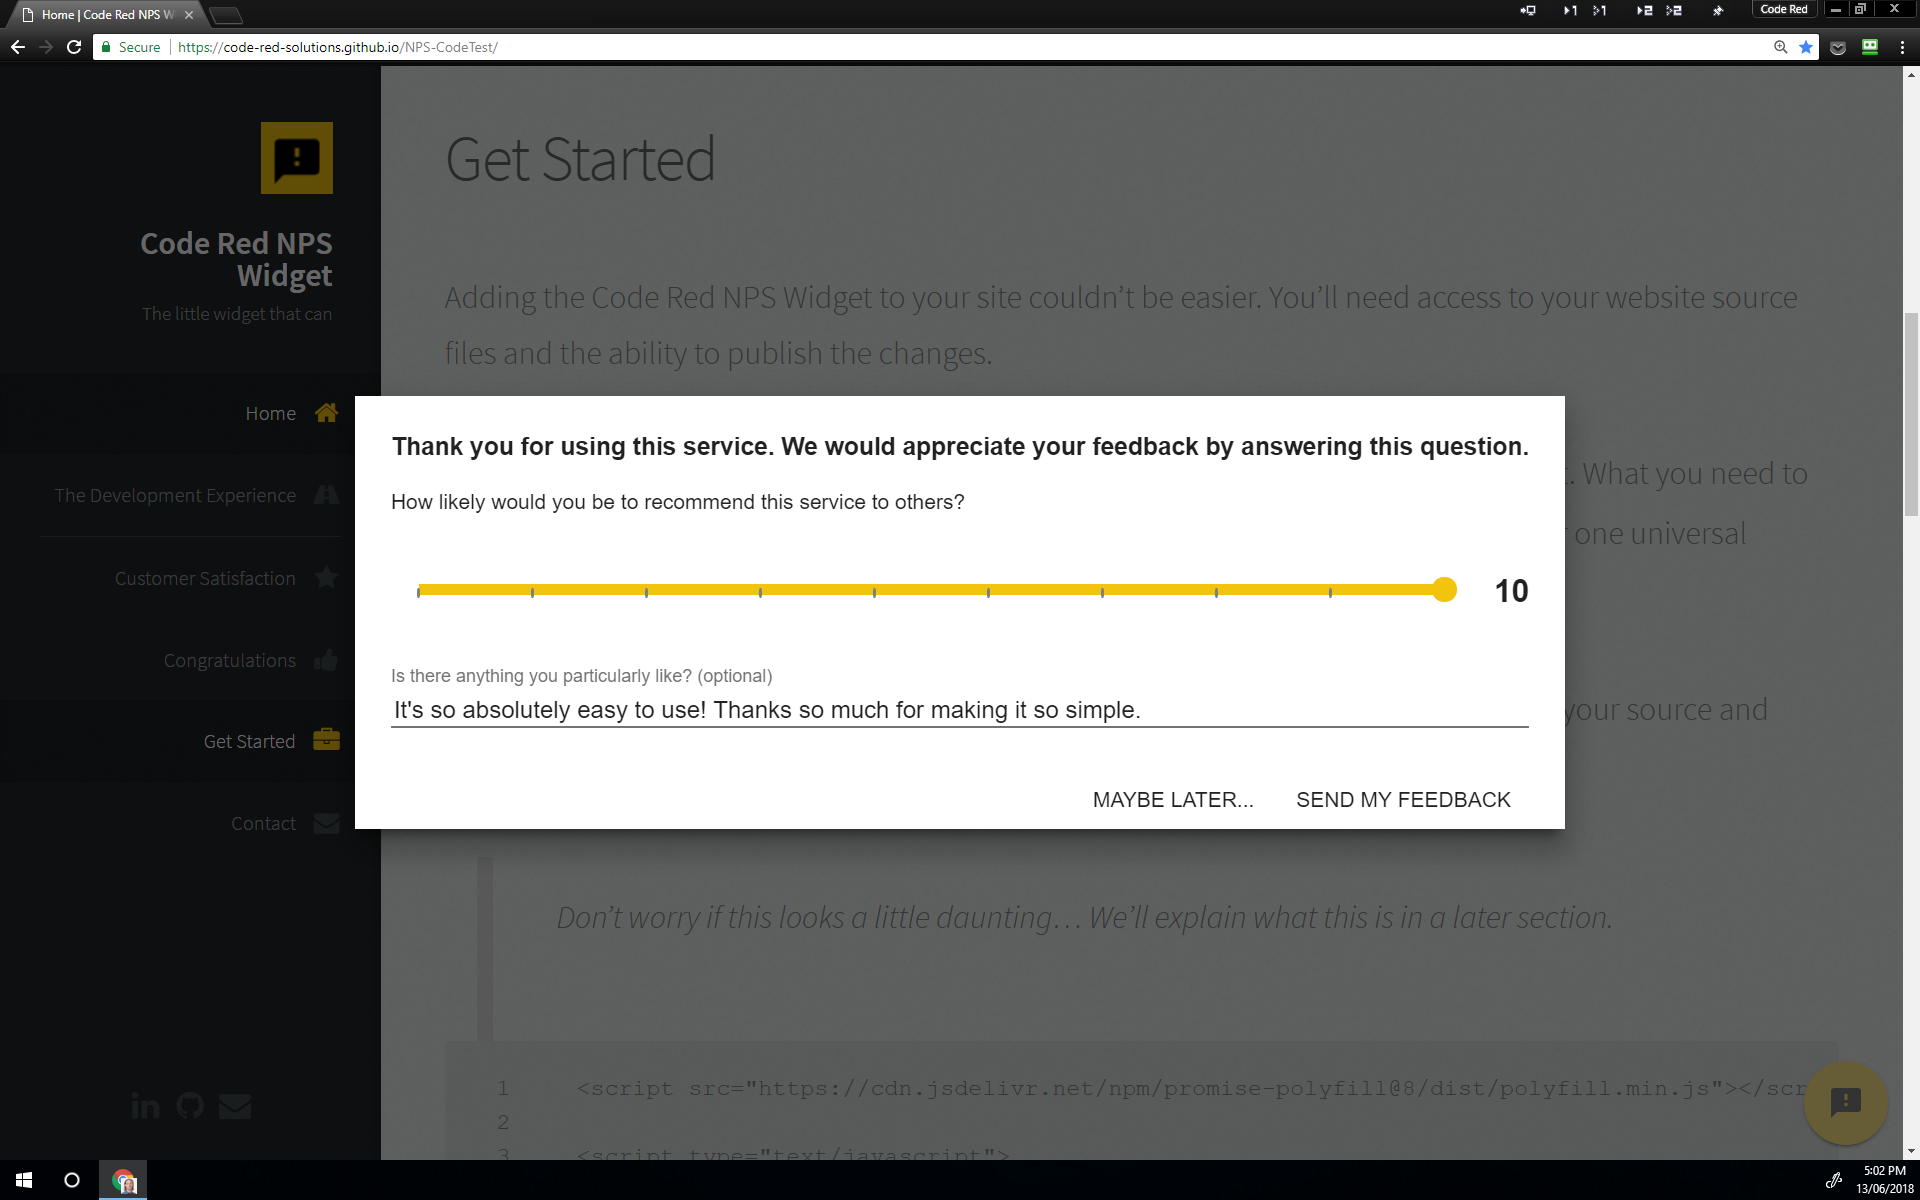 Home | Code Red NPS W
Code Red
Secure
https://code-red-solutions.github.io/NPS-CodeTest/
Code Red NPS
Widget
The little widget that can
Home
The Development Experience
Customer Satisfaction
Congratulations
Get Started
Contact
Get Started
Adding the Code Red NPS Widget to your site couldn’t be easier. You’ll need access to your website source
files and the ability to publish the changes.
. What you need to
one universal
your source and
Thank you for using this service. We would appreciate your feedback by answering this question.
How likely would you be to recommend this service to others?
10
Is there anything you particularly like? (optional)
It's so absolutely easy to use! Thanks so much for making it so simple.
MAYBE LATER...
SEND MY FEEDBACK
Don’t worry if this looks a little daunting… We’ll explain what this is in a later section.
1 <script src="https://cdn.jsdelivr.net/npm/promise-polyfill@8/dist/polyfill.min.js"></scr
2
3 <script type="text/javascript">
5:02 PM
13/06/2018